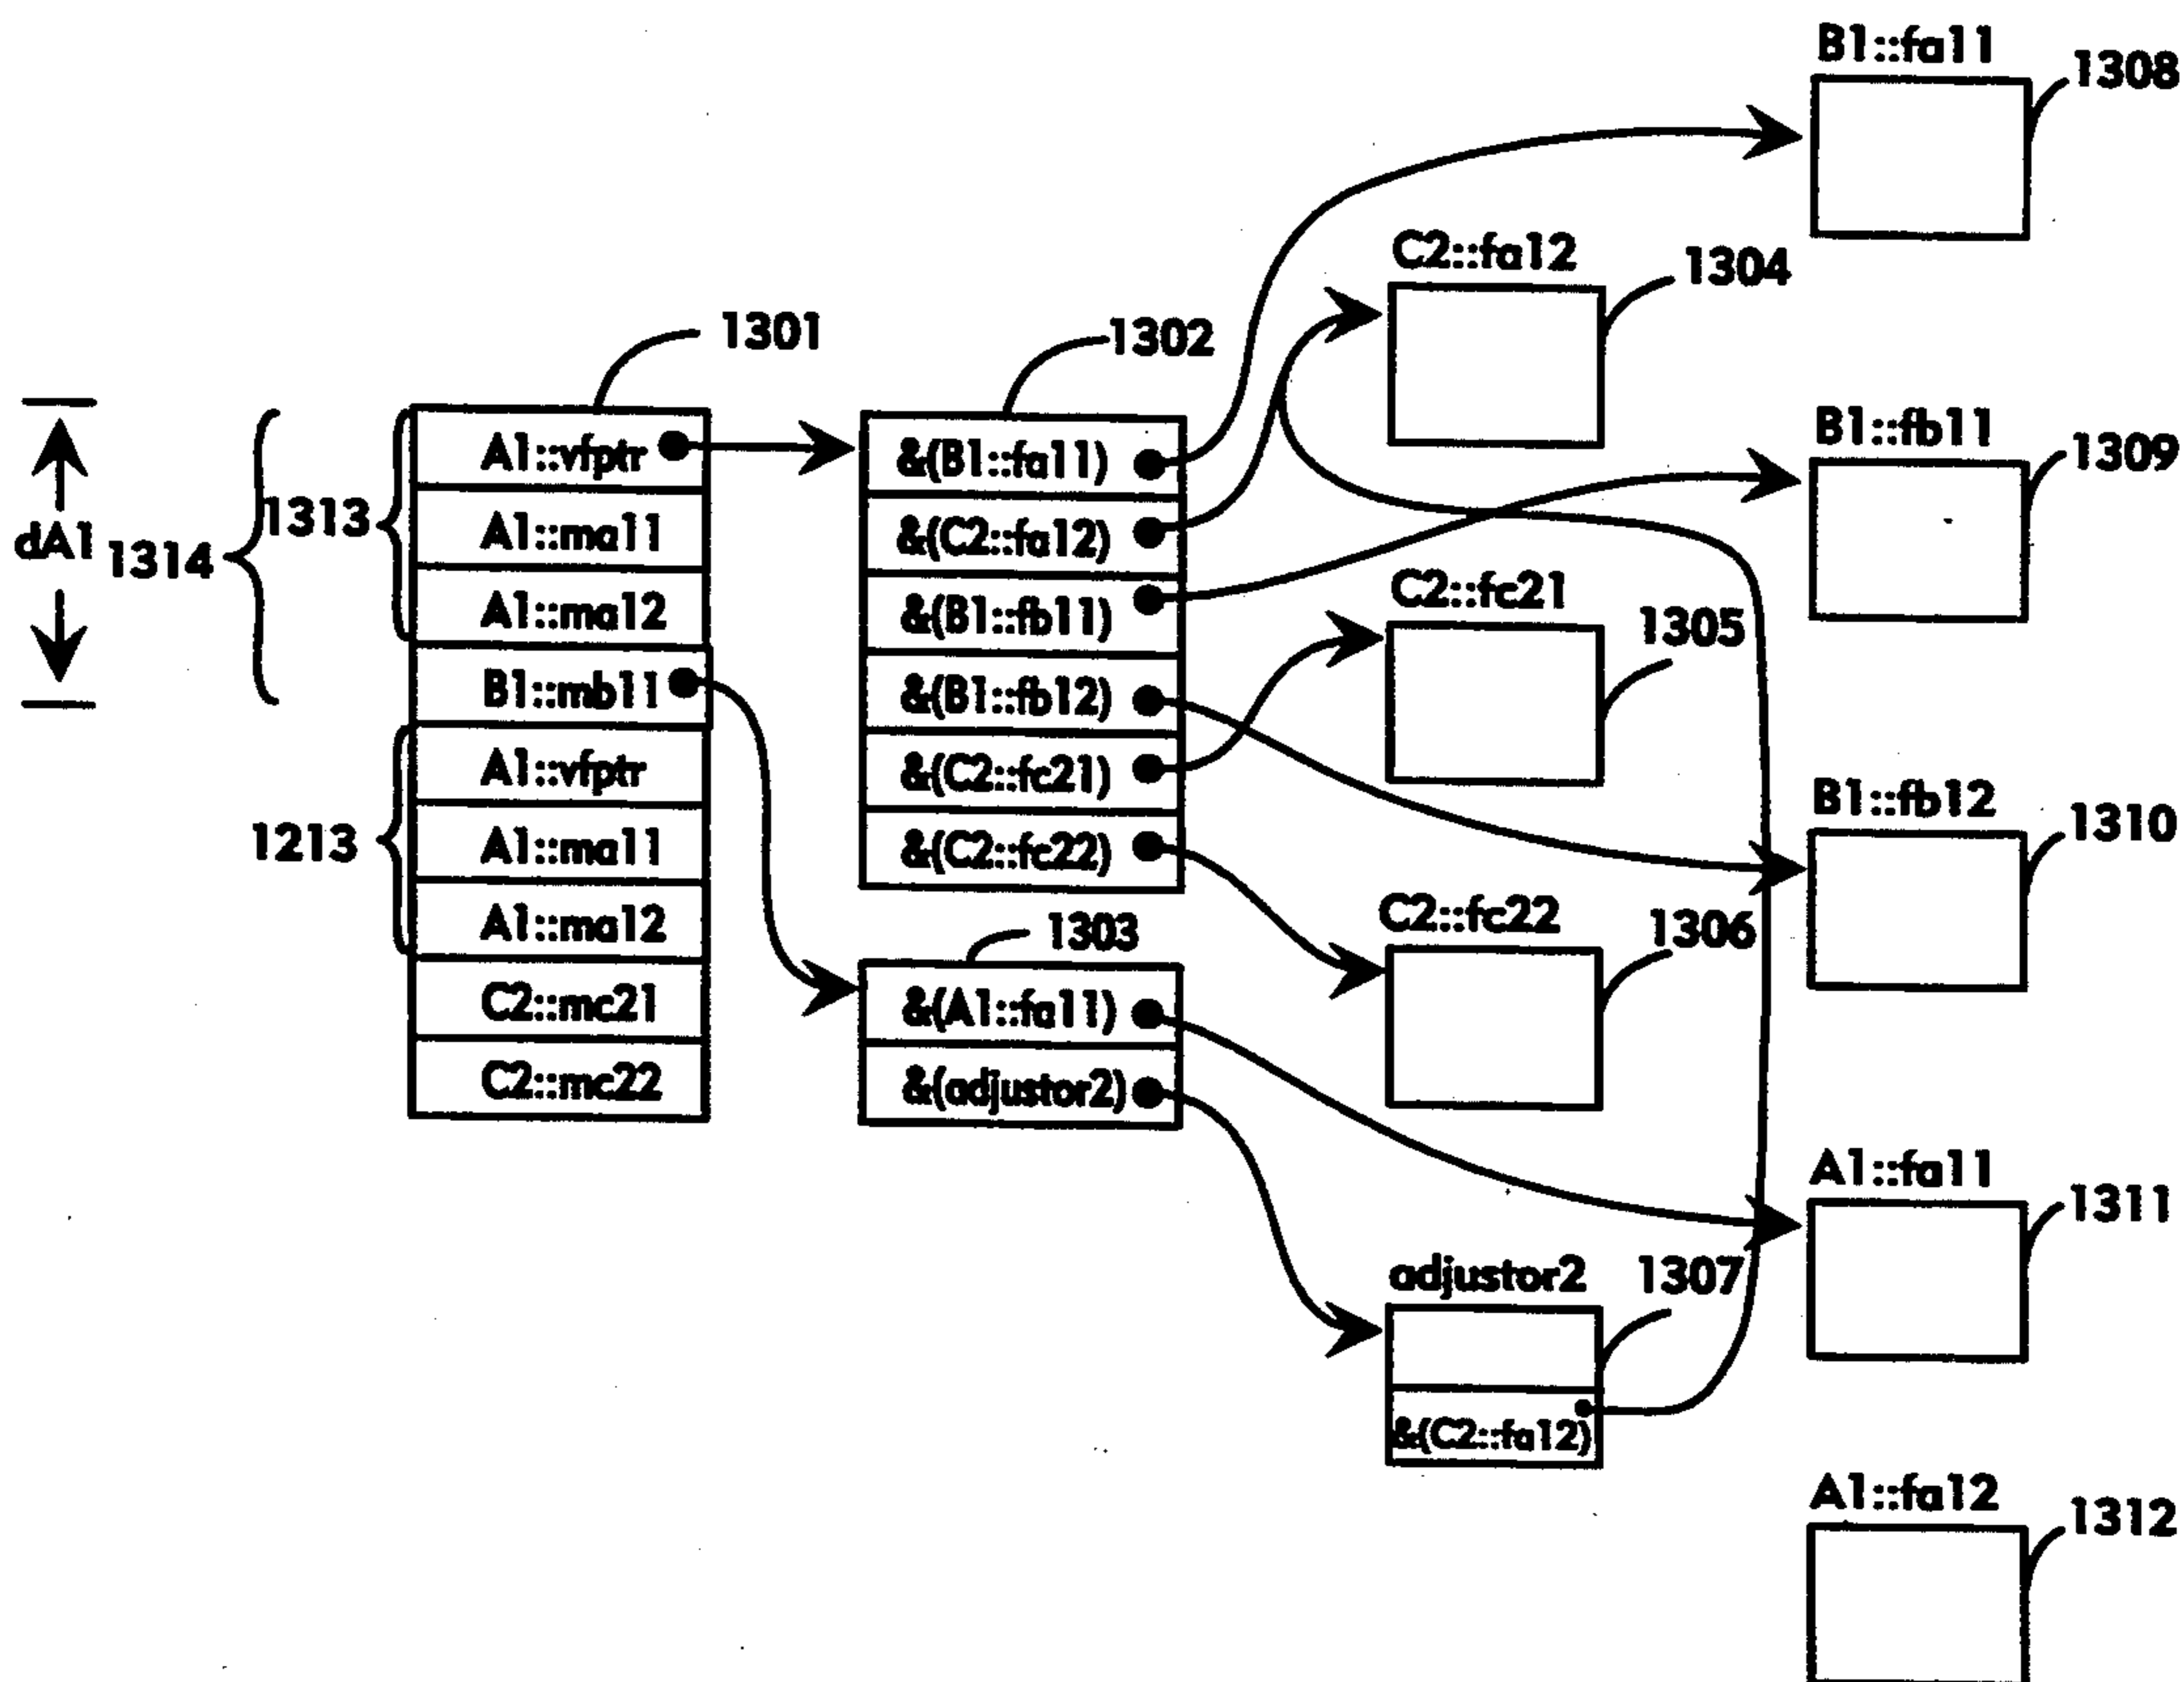 B1::fa11
1308
C2::fa12
1304
1301
1302
B1::fb11
1309
dA1
1314
1313
A1::vfptr
A1::ma11
A1::ma12
B1::mb11
1213
A1::vfptr
A1::ma11
A1::ma12
C2::mc21
C2::mc22
&(B1::fa11)
&(C2::fa12)
&(B1::fb11)
&(B1::fb12)
&(C2::fc21)
&(C2::fc22)
1303
&(A1::fa11)
&(adjustor2)
C2::fc21
1305
B1::fb12
1310
C2::fc22
1306
A1::fa11
1311
adjustor2
1307
&(C2::fa12)
A1::fa12
1312